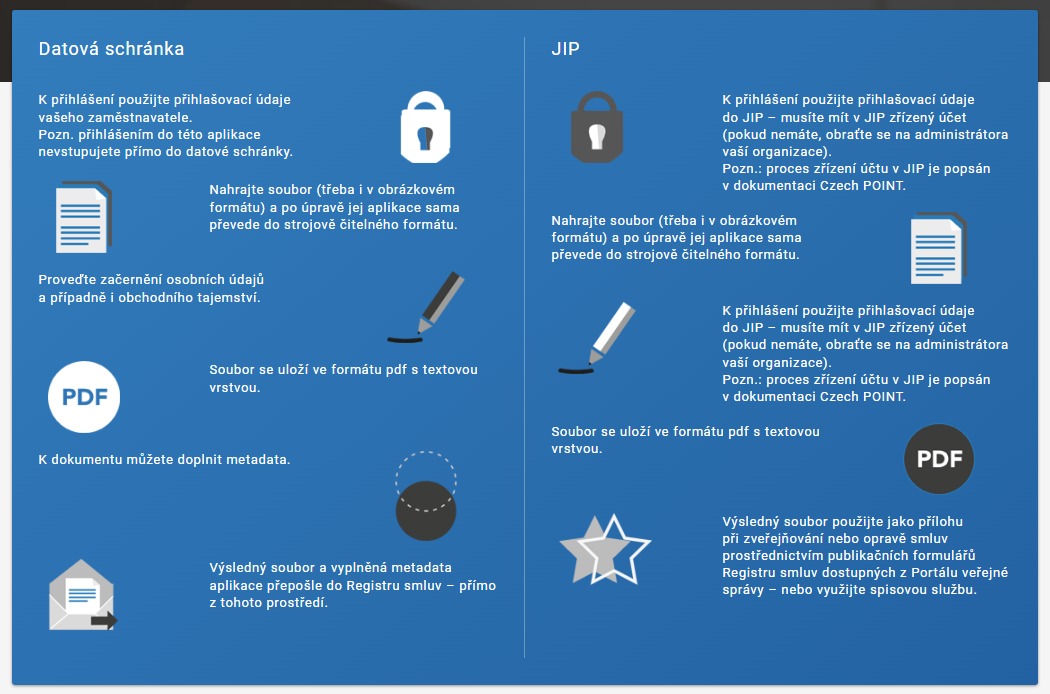 Datová schránka
K přihlášení použijte přihlašovací údaje
vašeho zaměstnavatele.
Pozn. přihlášením do této aplikace
nevstupujete přímo do datové schránky.
Nahrajte soubor (třeba i v obrázkovém
formátu) a po úpravě jej aplikace sama
převede do strojově čitelného formátu.
Proveďte začernění osobních údajů
a případně i obchodního tajemství.
PDF
Soubor se uloží ve formátu pdf s textovou
vrstvou.
K dokumentu můžete doplnit metadata.
Výsledný soubor a vyplněná metadata
aplikace přepošle do Registru smluv – přímo
z tohoto prostředí.
JIP
K přihlášení použijte přihlašovací údaje
do JIP – musíte mít v JIP zřízený účet
(pokud nemáte, obraťte se na administrátora
vaší organizace).
Pozn.: proces zřízení účtu v JIP je popsán
v dokumentaci Czech POINT.
Nahrajte soubor (třeba i v obrázkovém
formátu) a po úpravě jej aplikace sama
převede do strojově čitelného formátu.
K přihlášení použijte přihlašovací údaje
do JIP – musíte mít v JIP zřízený účet
(pokud nemáte, obraťte se na administrátora
vaší organizace).
Pozn.: proces zřízení účtu v JIP je popsán
v dokumentaci Czech POINT.
Soubor se uloží ve formátu pdf s textovou
vrstvou.
PDF
Výsledný soubor použijte jako přílohu
při zveřejňování nebo opravě smluv
prostřednictvím publikačních formulářů
Registru smluv dostupných z Portálu veřejné
správy – nebo využijte spisovou službu.